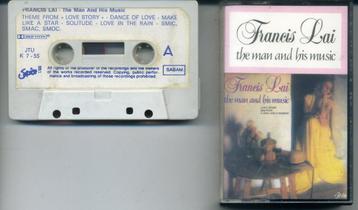 FRANCIS LAI - The Man And His Music
THEME FROM « LOVE STORY » - DANCE OF LOVE - MAKE
LIKE A STAR - SOLITUDE - LOVE IN THE RAIN - SMIC,
SMAC, SMOC.
JTU
K 7-55
A
SABAM
All rights of the producer of the recordings and the owners
of the works recorded reserved. Copying, public perfor-
mance and broadcasting of those recordings prohibited.
Francis Lai
the man and his music
Francis Lai
the man and his music